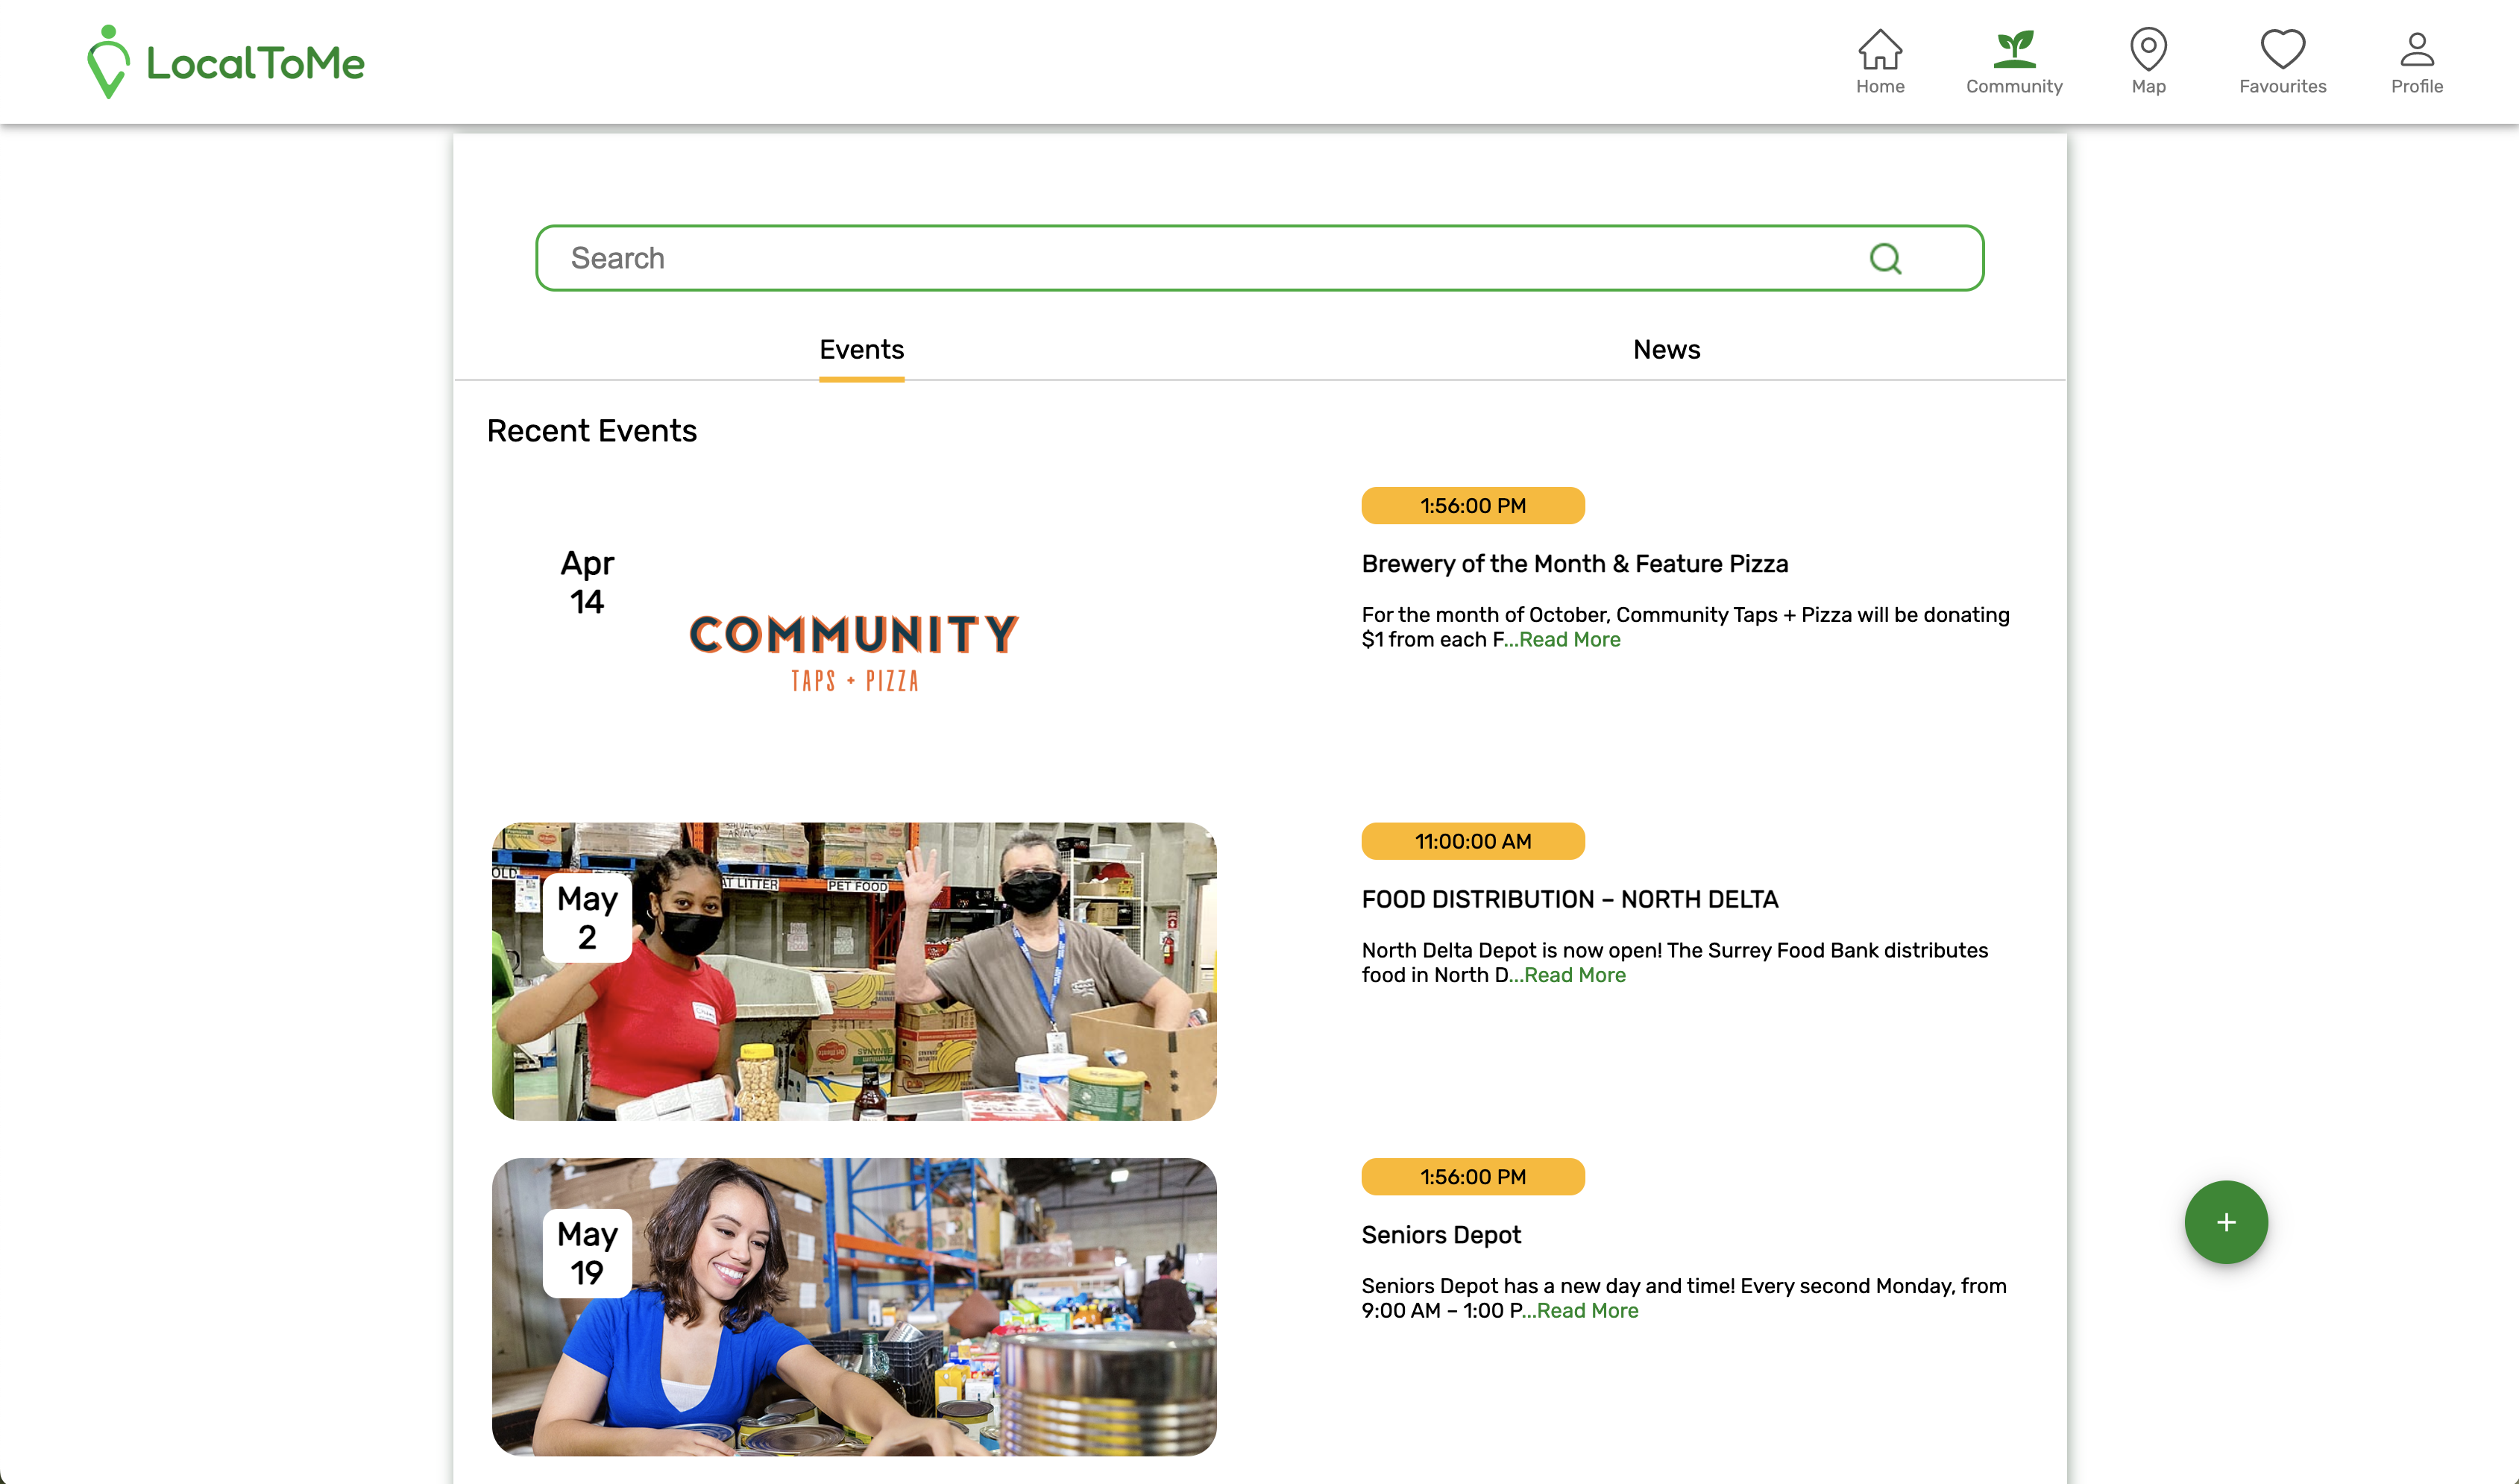 LocalToMe
Home
Community
Map
Favourites
Profile
Search
Events
News
Recent Events
Apr
14
COMMUNITY
TAPS + PIZZA
1:56:00 PM
Brewery of the Month & Feature Pizza
For the month of October, Community Taps + Pizza will be donating
$1 from each F...Read More
May
2
OLD
AT LITTER
PET FOOD
BANANAS
11:00:00 AM
FOOD DISTRIBUTION – NORTH DELTA
North Delta Depot is now open! The Surrey Food Bank distributes
food in North D...Read More
May
19
1:56:00 PM
Seniors Depot
Seniors Depot has a new day and time! Every second Monday, from
9:00 AM – 1:00 P...Read More
+